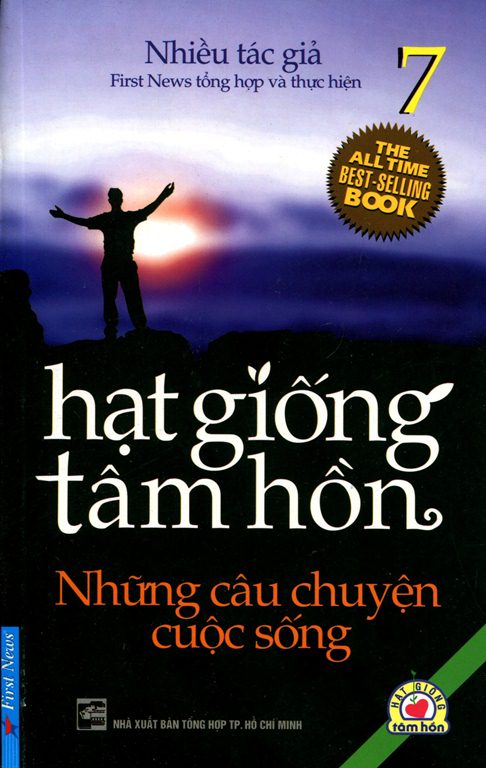 Nhiều tác giả
First News tổng hợp và thực hiện
7
THE
ALL TIME
BEST-SELLING
BOOK
hạt giống
tâm hồn
Những câu chuyện
cuộc sống
First News
NHÀ XUẤT BẢN TỔNG HỢP TP. HỒ CHÍ MINH
HẠT GIỐNG
tâm hồn